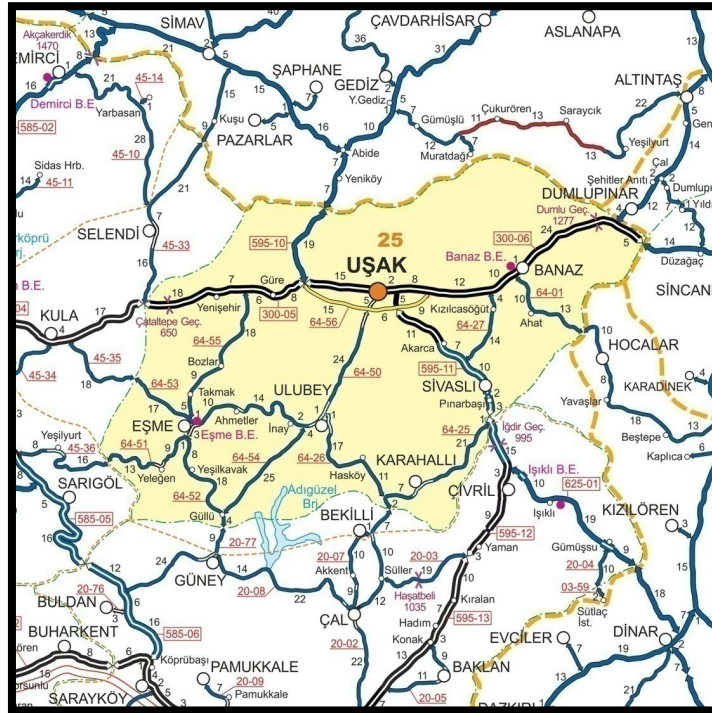 SİMAV
ÇAVDARHİSAR
ASLANAPA
Akçakerdik
1470
EMİRCİ
Demirci B.E.
45-14
Yarbasan
585-02
ŞAPHANE
GEDİZ
Y.Gediz
ALTINTAŞ
Gümüşlü
Çukurören
Saraycık
Muratdağı
Yeşilyurt
Kuşu
PAZARLAR
Abide
45-10
Sidas Hrb.
45-11
Yeniköy
Şehitler Anıtı
Çal
DUMLUPINAR
Dumlu Geç.
1277
SELENDİ
45-33
595-10
25
UŞAK
300-06
Banaz B.E.
BANAZ
Düzağaç
Güre
Yenişehir
300-05
Çataltepe Geç.
650
KULA
64-01
Kızılcasöğüt
64-27
Ahat
64-56
64-55
Akarca
595-11
HOCALAR
45-35
45-34
Bozlar
64-50
64-53
Takmak
SİVASLI
KARADİNEK
Pınarbaşı
Yavaşlar
ULUBEY
Ahmetler
EŞME
Eşme B.E.
İnay
64-25
İğdir Geç.
995
Beştepe
Kaplıca
Yeşilyurt
45-36
64-51
Yeleğen
Yeşilkavak
64-54
64-26
Hasköy
KARAHALLI
Işıklı B.E.
SARIGÖL
64-52
Adıgüzel
Brj.
ÇİVRİL
625-01
Işıklı
KIZILÖREN
585-05
Güllü
BEKİLLİ
595-12
20-77
20-07
20-03
Yaman
Gümüşsu
GÜNEY
Akkent
Süller
Haşatbeli
1035
20-04
03-59
Sütlaç
İst.
20-76
BULDAN
20-08
Kıralan
ÇAL
Hadım
595-13
BUHARKENT
585-06
20-02
Konak
EVCİLER
DİNAR
Köprübaşı
PAMUKKALE
BAKLAN
SARAYKÖY
20-09
Pamukkale
20-05